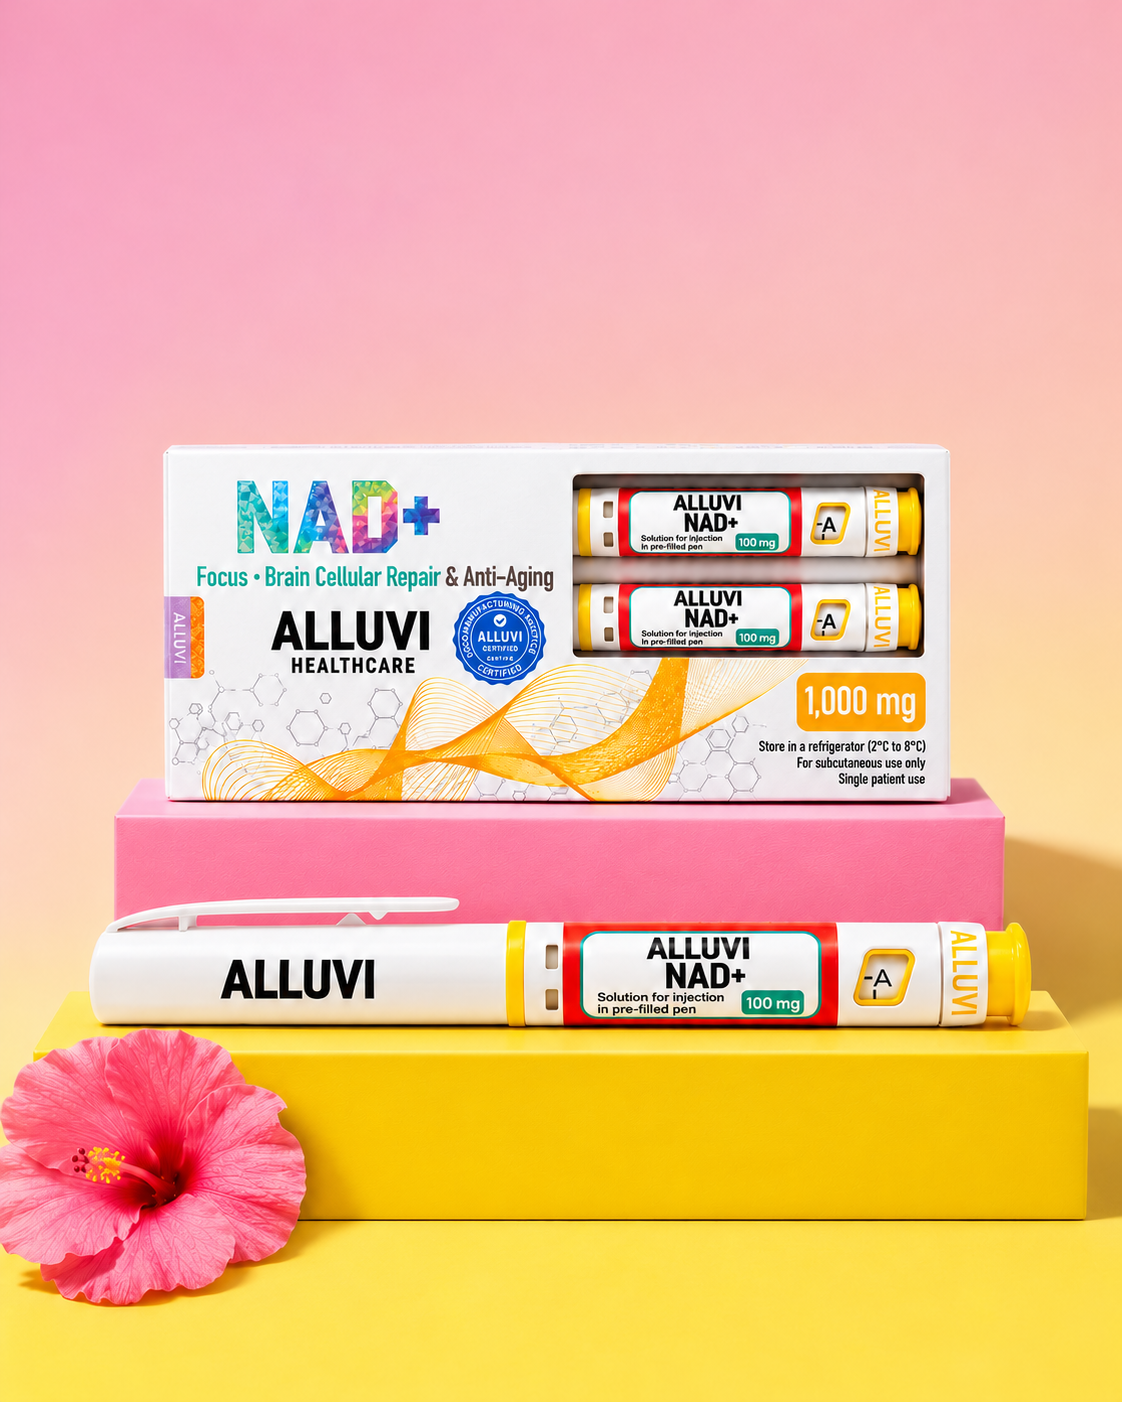 NAD+
Focus • Brain Cellular Repair & Anti-Aging
ALLUVI
HEALTHCARE
ALLUVI
ALLUVI
CERTIFIED
CERTIFIED
ALLUVI
NAD+
Solution for injection
in pre-filled pen
100 mg
-A
ALLUVI
ALLUVI
NAD+
Solution for injection
in pre-filled pen
100 mg
-A
ALLUVI
1,000 mg
Store in a refrigerator (2°C to 8°C)
For subcutaneous use only
Single patient use
ALLUVI
ALLUVI
NAD+
Solution for injection
in pre-filled pen
100 mg
-A
ALLUVI